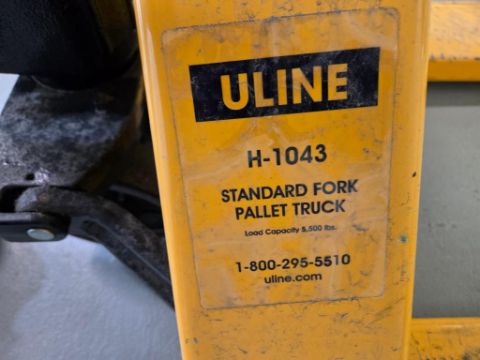 ULINE
H-1043
STANDARD FORK
PALLET TRUCK
Load Capacity 5,500 lbs.
1-800-295-5510
uline.com